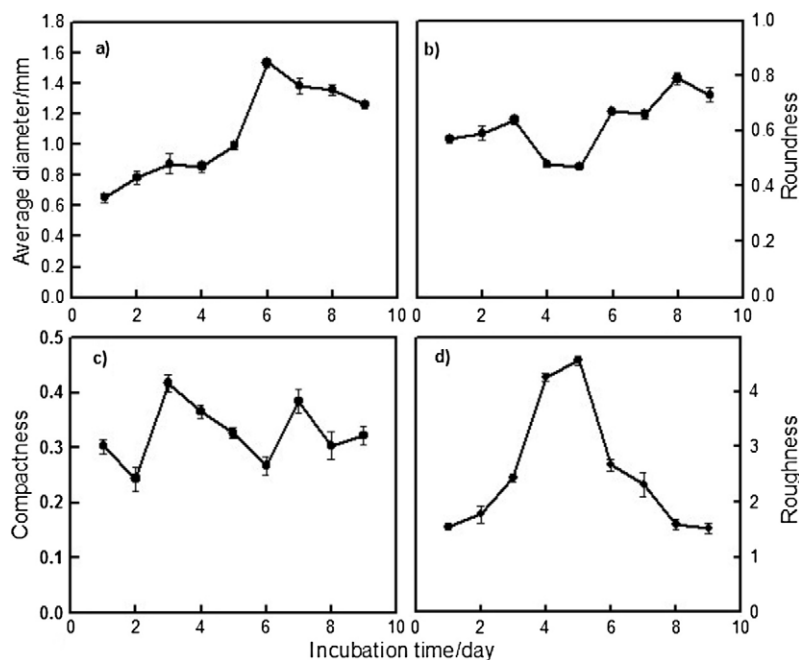 a)
Average diameter/mm
1.8
1.6
1.4
1.2
1.0
0.8
0.6
0.4
0.2
0.0
0 2 4 6 8 10
b)
Roundness
1.0
0.8
0.6
0.4
0.2
0.0
0 2 4 6 8 10
c)
Compactness
0.5
0.4
0.3
0.2
0.1
0.0
0 2 4 6 8 10
d)
Roughness
4
3
2
1
0
0 2 4 6 8 10
Incubation time/day